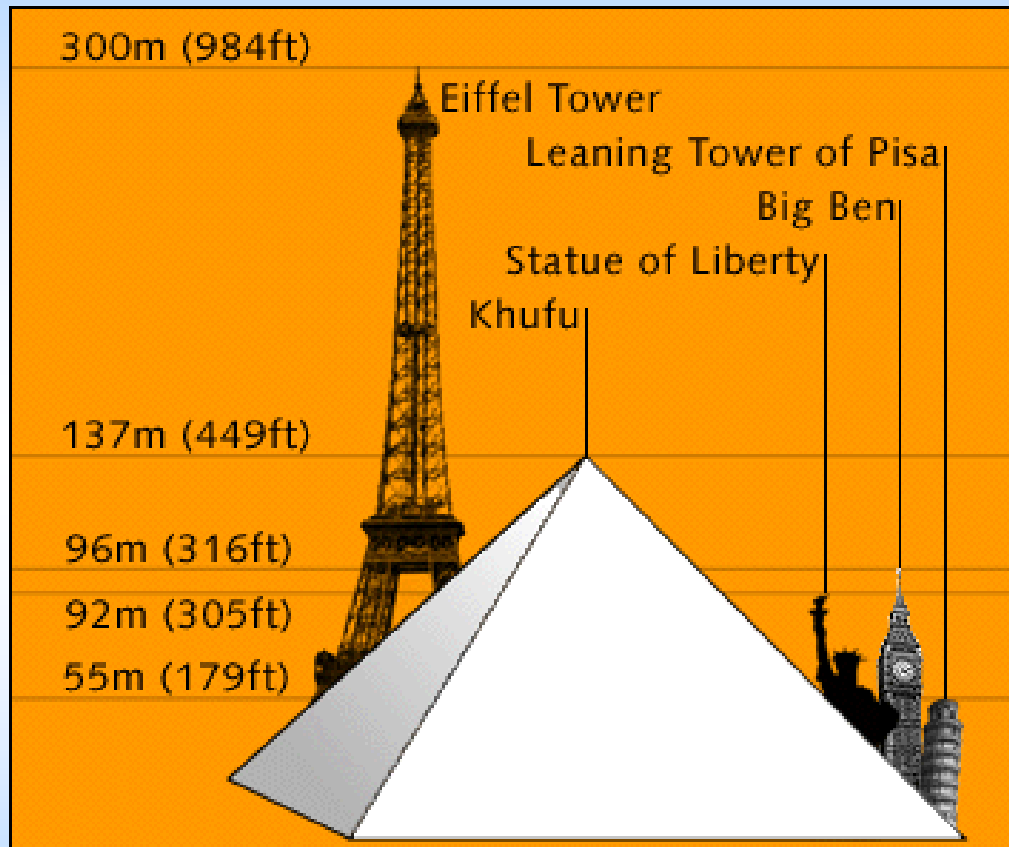 300m (984ft)
Eiffel Tower
Leaning Tower of Pisa
Big Ben
Statue of Liberty
Khufu
137m (449ft)
96m (316ft)
92m (305ft)
55m (179ft)